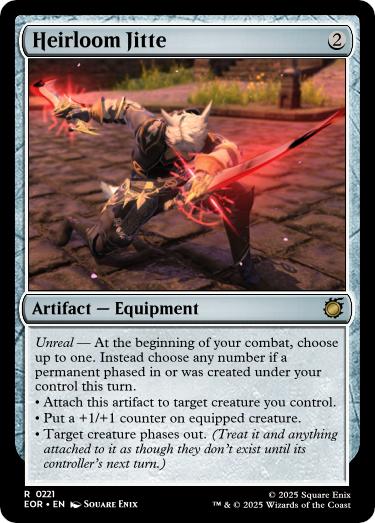 Heirloom Jitte 2
Artifact — Equipment
Unreal — At the beginning of your combat, choose
up to one. Instead choose any number if a
permanent phased in or was created under your
control this turn.
• Attach this artifact to target creature you control.
• Put a +1/+1 counter on equipped creature.
• Target creature phases out. (Treat it and anything
attached to it as though they don't exist until its
controller's next turn.)
R 0221
EOR • EN SQUARE ENIX
© 2025 Square Enix
™ & © 2025 Wizards of the Coast